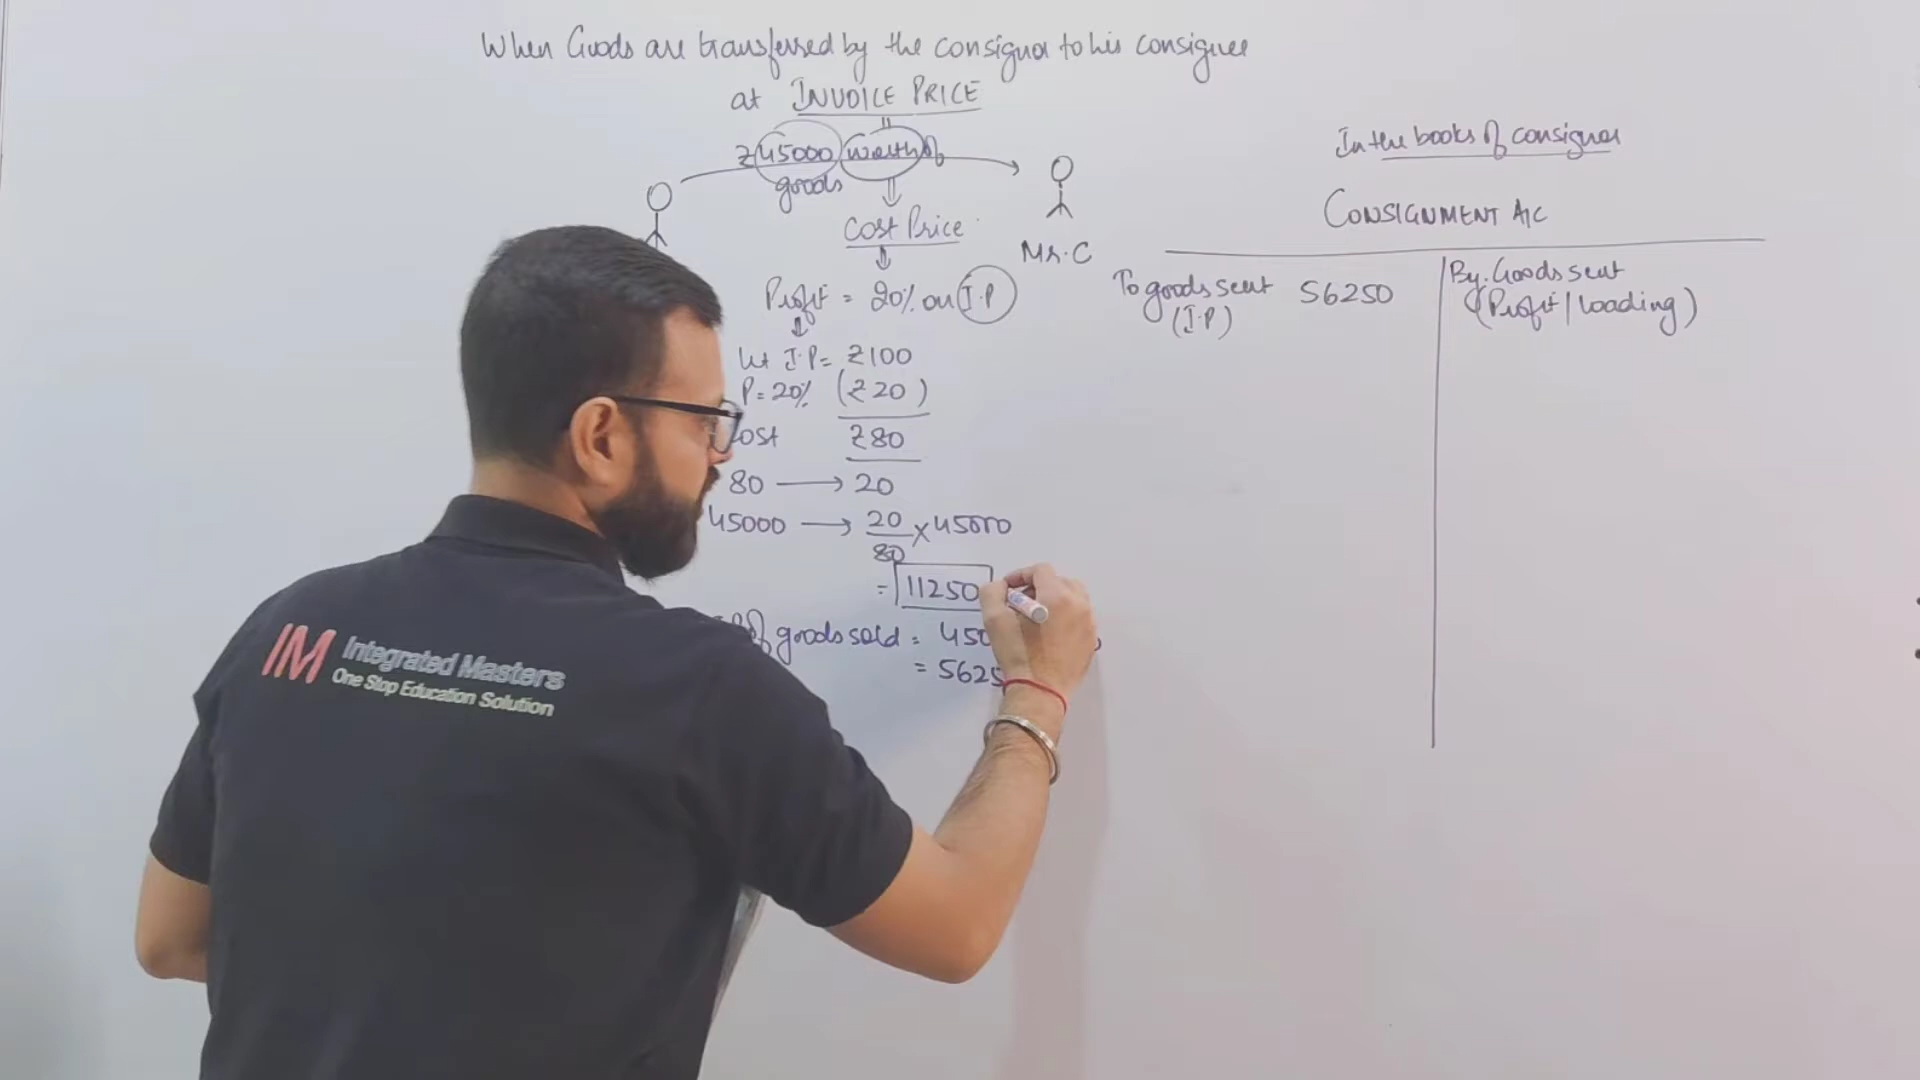 When Goods are transferred by the consignor to his consignee
at INVOICE PRICE
₹45000 worth of
goods
Cost Price
Mr. C
Profit = 20% on I.P
Let I.P = ₹100
P = 20% (₹20)
Cost ₹80
80 → 20
45000 → 20/80 × 45000
= 11250
of goods sold =
=
In the books of consignor
CONSIGNMENT A/C
To goods sent 56250
(I.P)
By Goods sent
(Profit/loading)
IM Integrated Masters
One Stop Education Solution